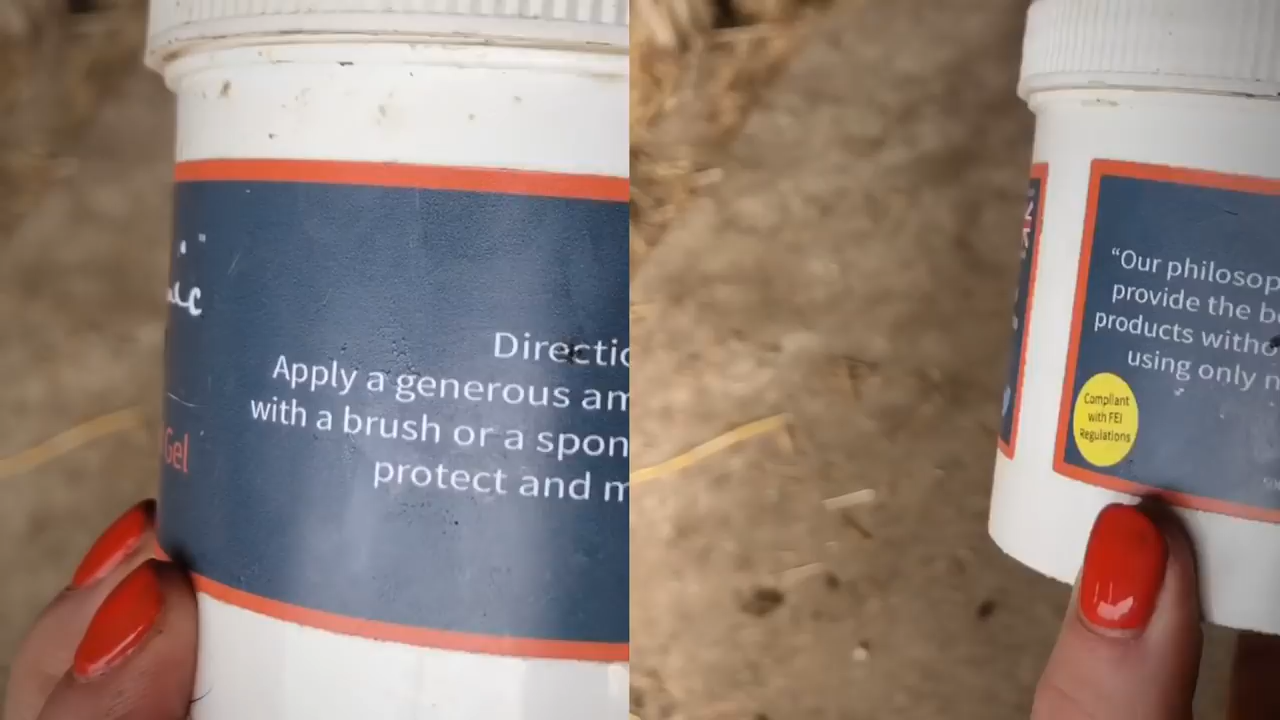 Gel
Directio
Apply a generous am
with a brush or a spon
protect and m
“Our philosop
provide the b
products witho
using only n
Compliant
with FEI
Regulations